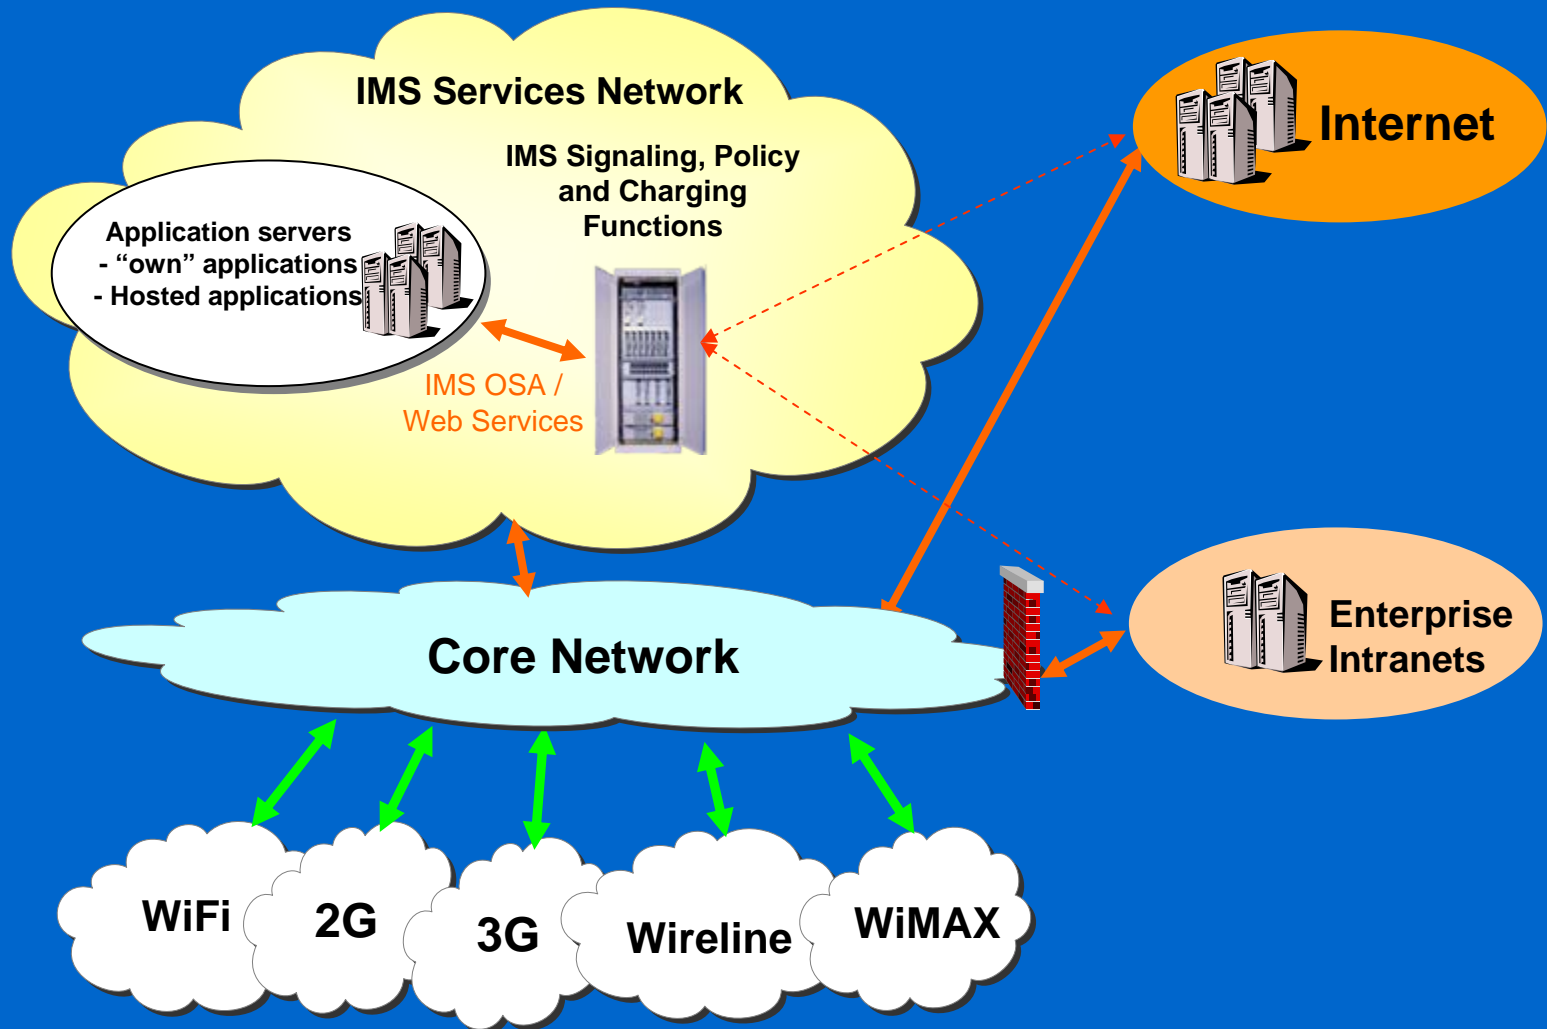 IMS Services Network
IMS Signaling, Policy
and Charging
Functions
Application servers
- “own” applications
- Hosted applications
IMS OSA /
Web Services
Internet
Enterprise
Intranets
Core Network
WiFi
2G
3G
Wireline
WiMAX